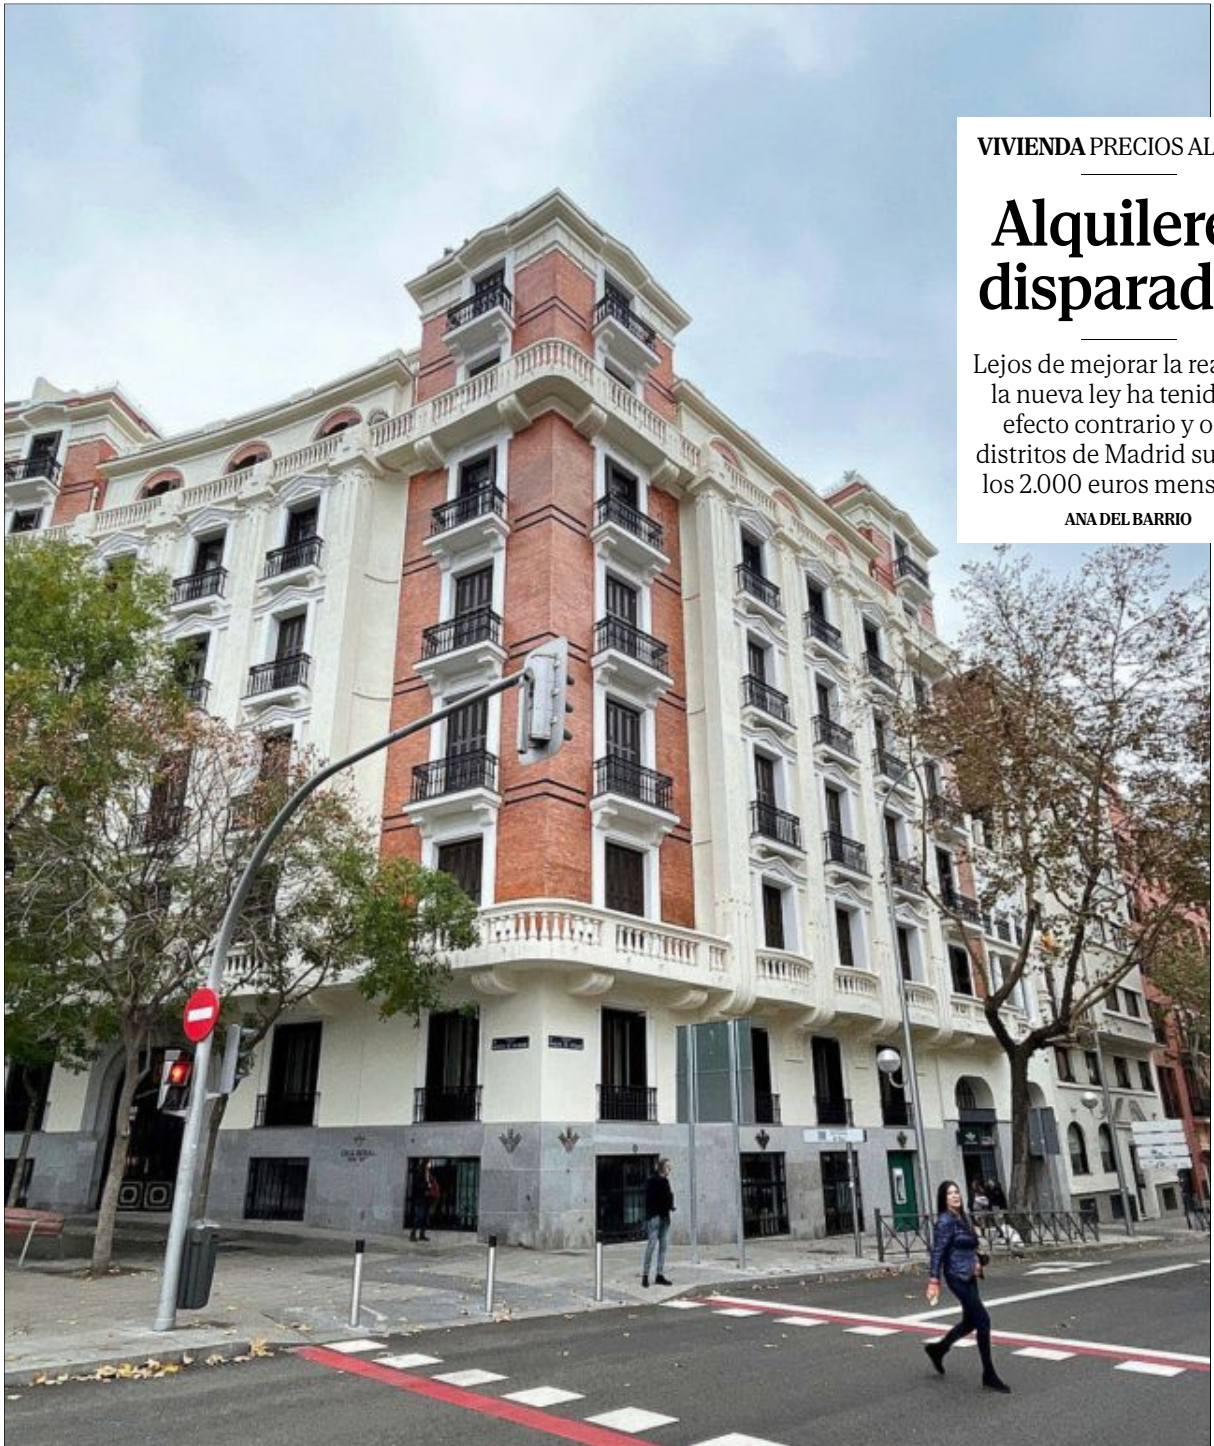 VIVIENDA PRECIOS AL
Alquilere
disparad
Lejos de mejorar la rea
la nueva ley ha tenid
efecto contrario y o
distritos de Madrid su
los 2.000 euros mens
ANA DEL BARRIO